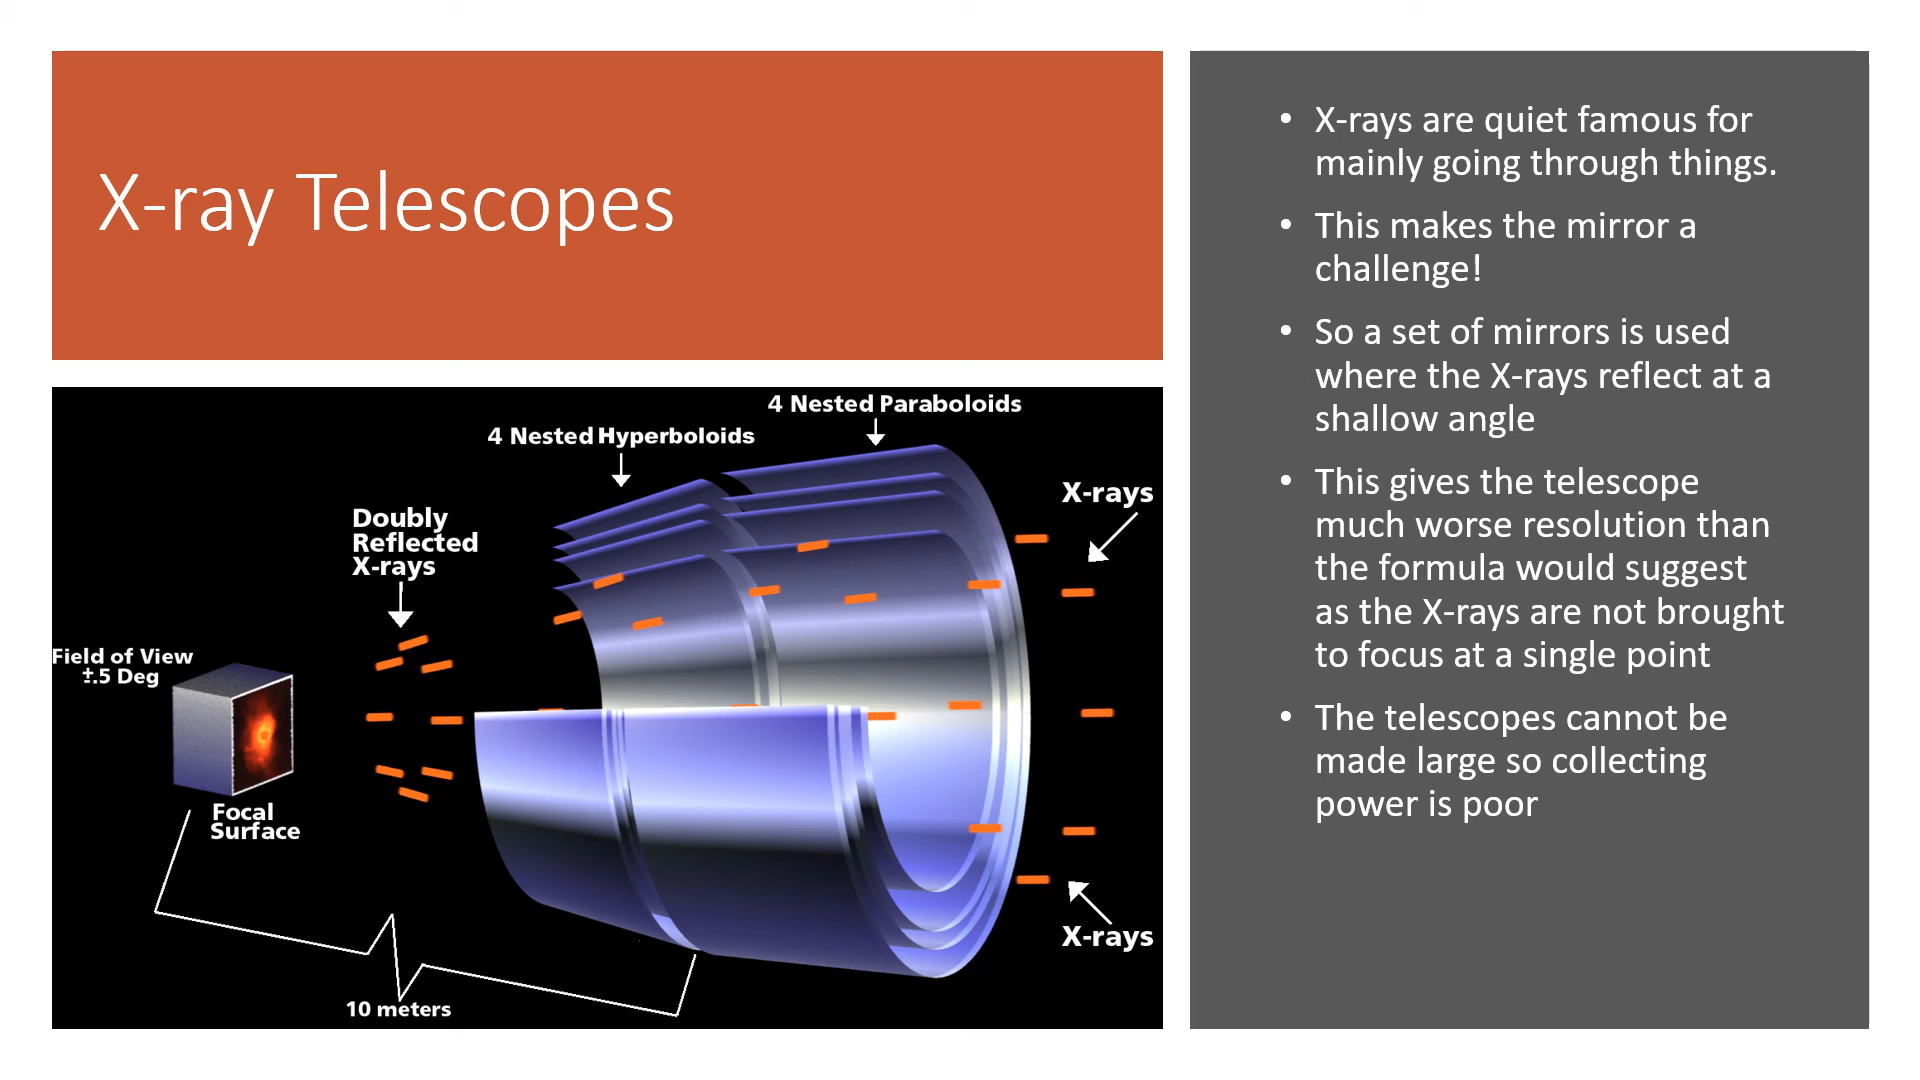 X-ray Telescopes
4 Nested Paraboloids
4 Nested Hyperboloids
X-rays
Doubly
Reflected
X-rays
Field of View
±.5 Deg
Focal
Surface
X-rays
10 meters
• X-rays are quiet famous for
mainly going through things.
• This makes the mirror a
challenge!
• So a set of mirrors is used
where the X-rays reflect at a
shallow angle
• This gives the telescope
much worse resolution than
the formula would suggest
as the X-rays are not brought
to focus at a single point
• The telescopes cannot be
made large so collecting
power is poor